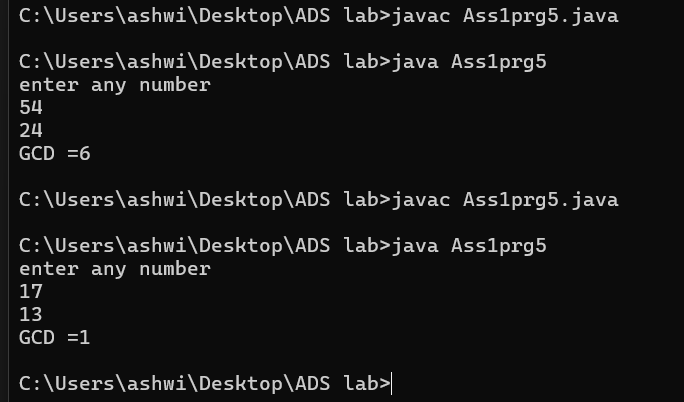 C:\Users\ashwi\Desktop\ADS lab>javac Ass1prg5.java
C:\Users\ashwi\Desktop\ADS lab>java Ass1prg5
enter any number
54
24
GCD =6
C:\Users\ashwi\Desktop\ADS lab>javac Ass1prg5.java
C:\Users\ashwi\Desktop\ADS lab>java Ass1prg5
enter any number
17
13
GCD =1
C:\Users\ashwi\Desktop\ADS lab>